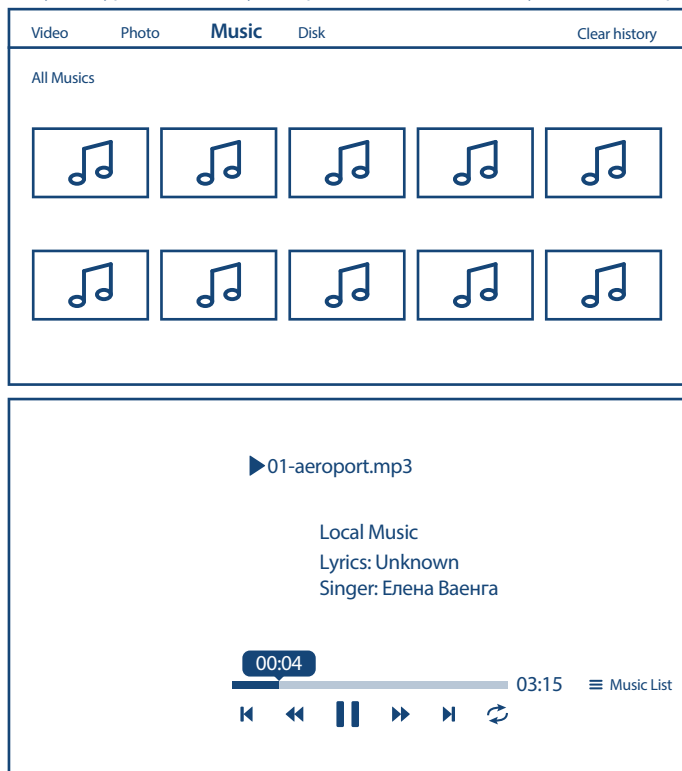 Video Photo Music Disk Clear history
All Musics
01-aeroport.mp3
Local Music
Lyrics: Unknown
Singer: Елена Ваенга
00:04
03:15 Music List